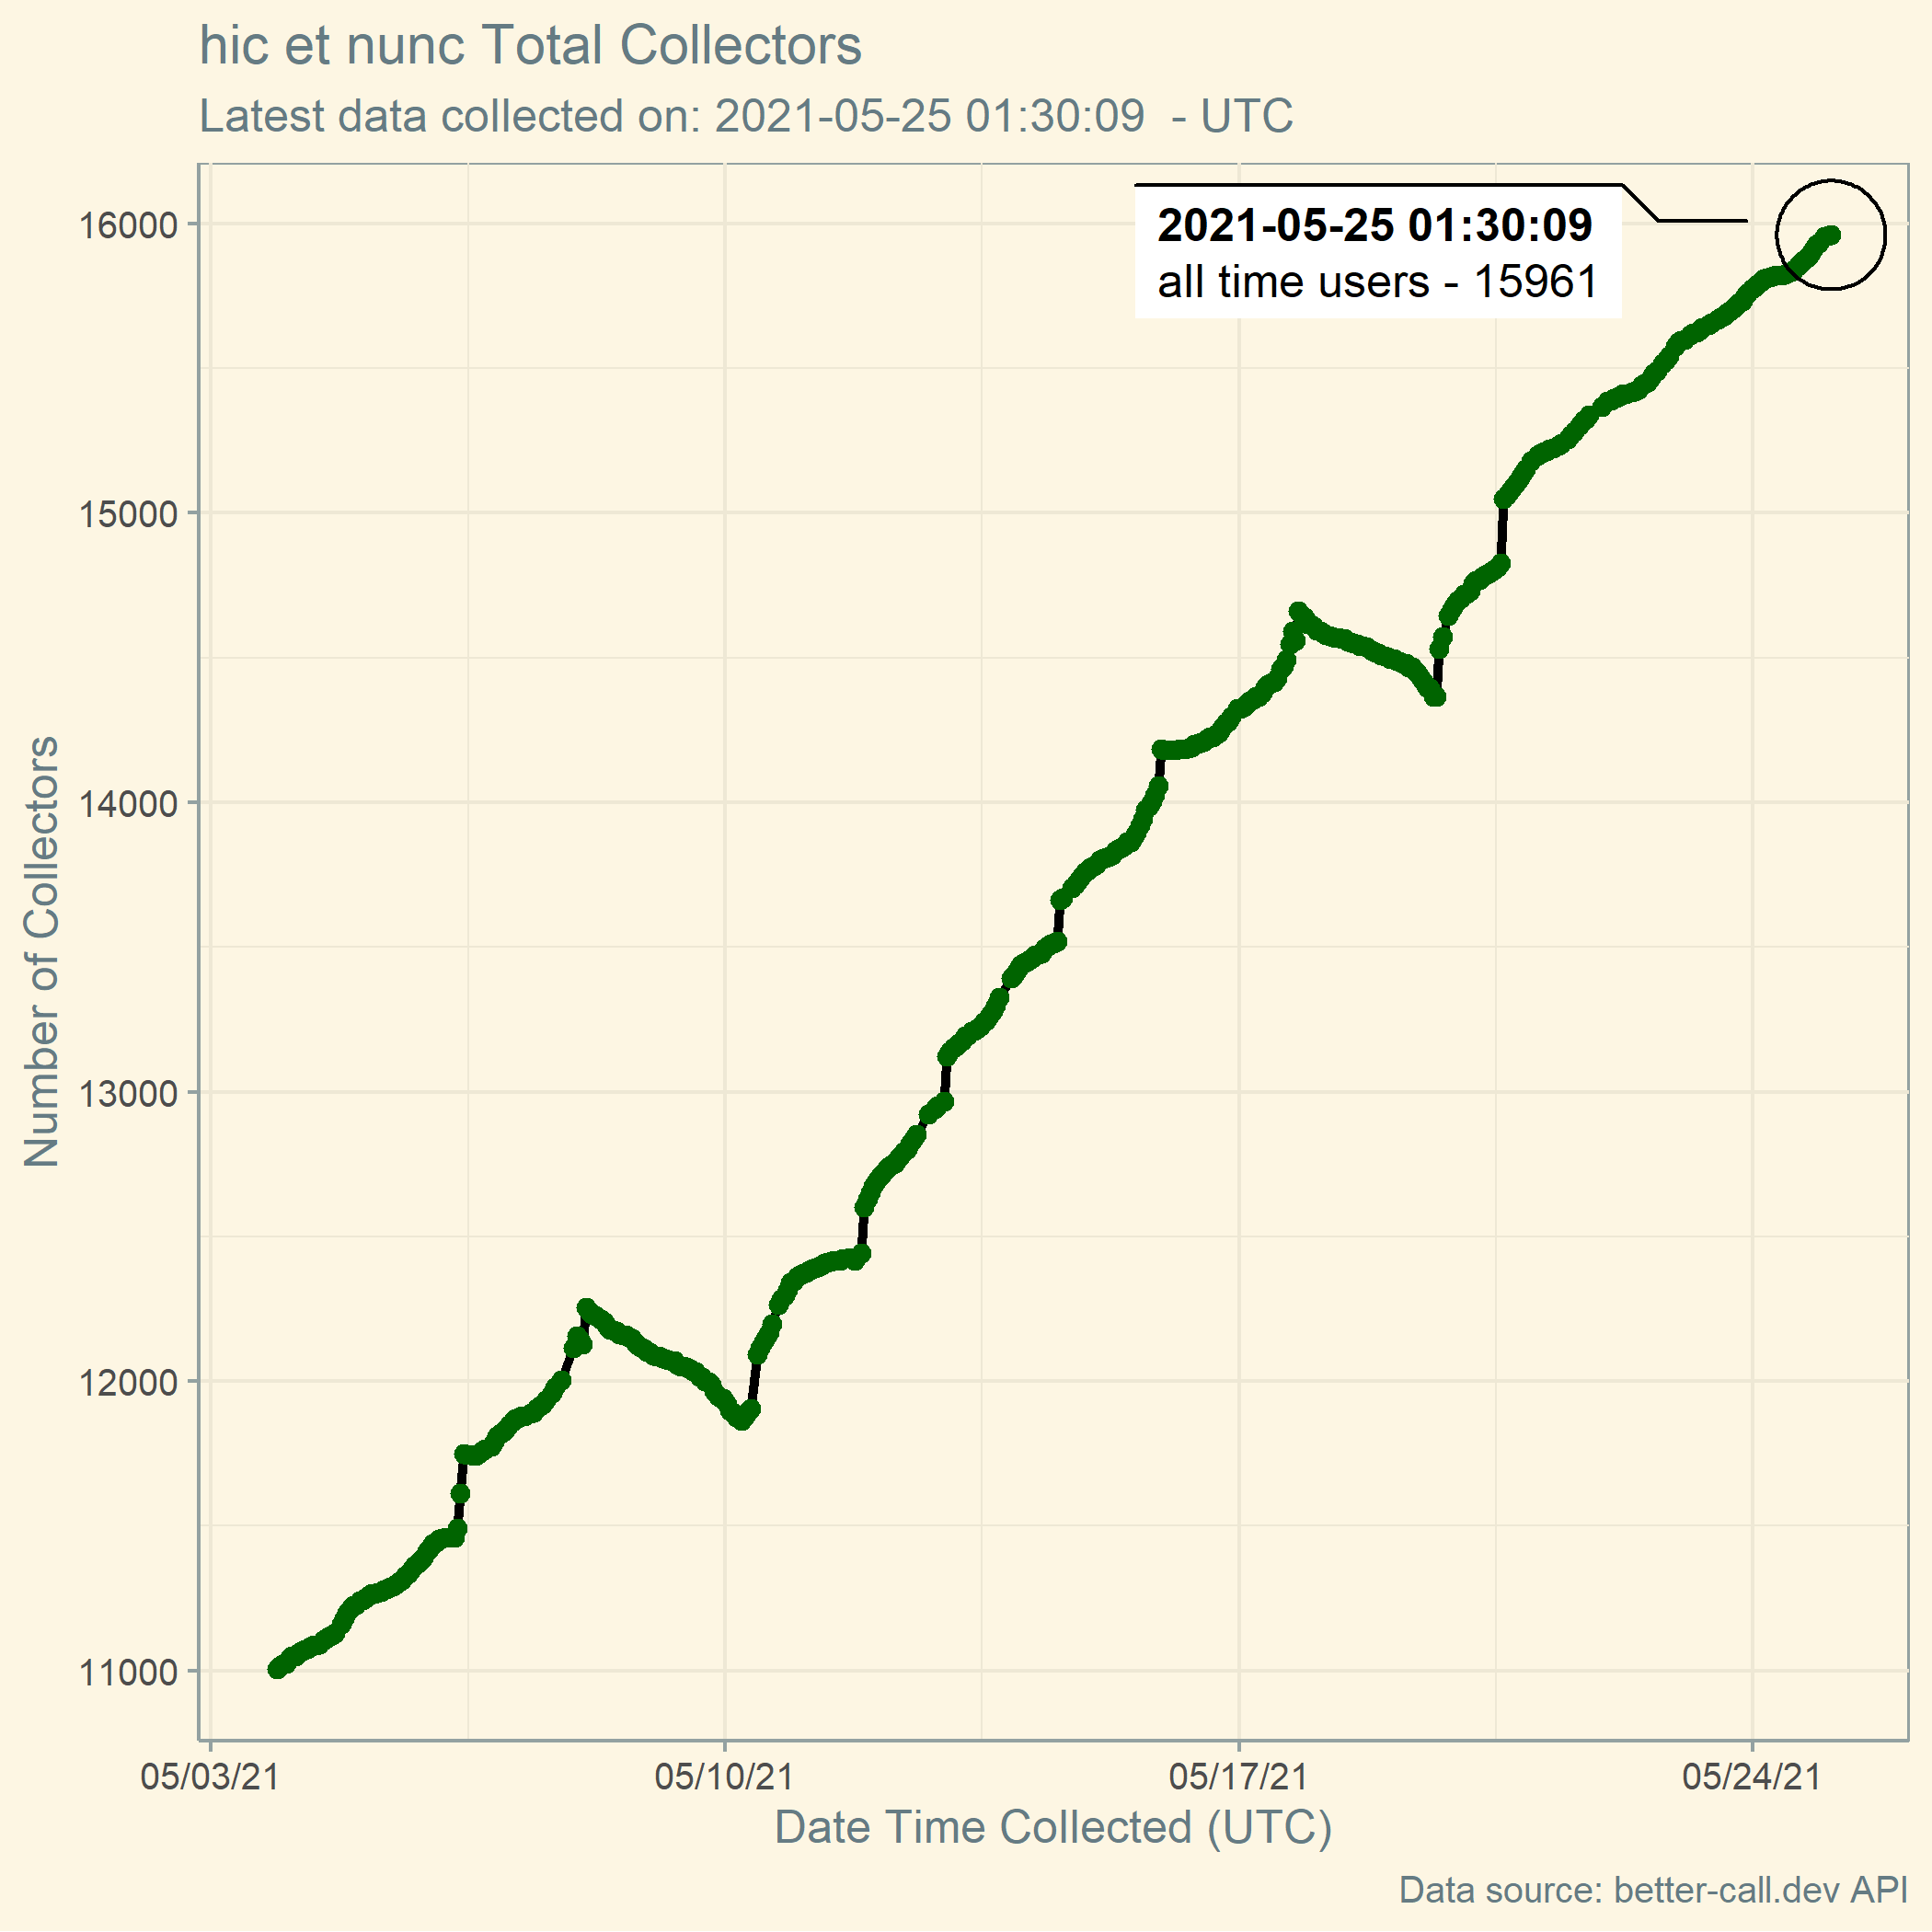 hic et nunc Total Collectors
Latest data collected on: 2021-05-25 01:30:09  - UTC
2021-05-25 01:30:09
all time users - 15961
16000
15000
14000
13000
12000
11000
Number of Collectors
05/03/21
05/10/21
05/17/21
05/24/21
Date Time Collected (UTC)
Data source: better-call.dev API